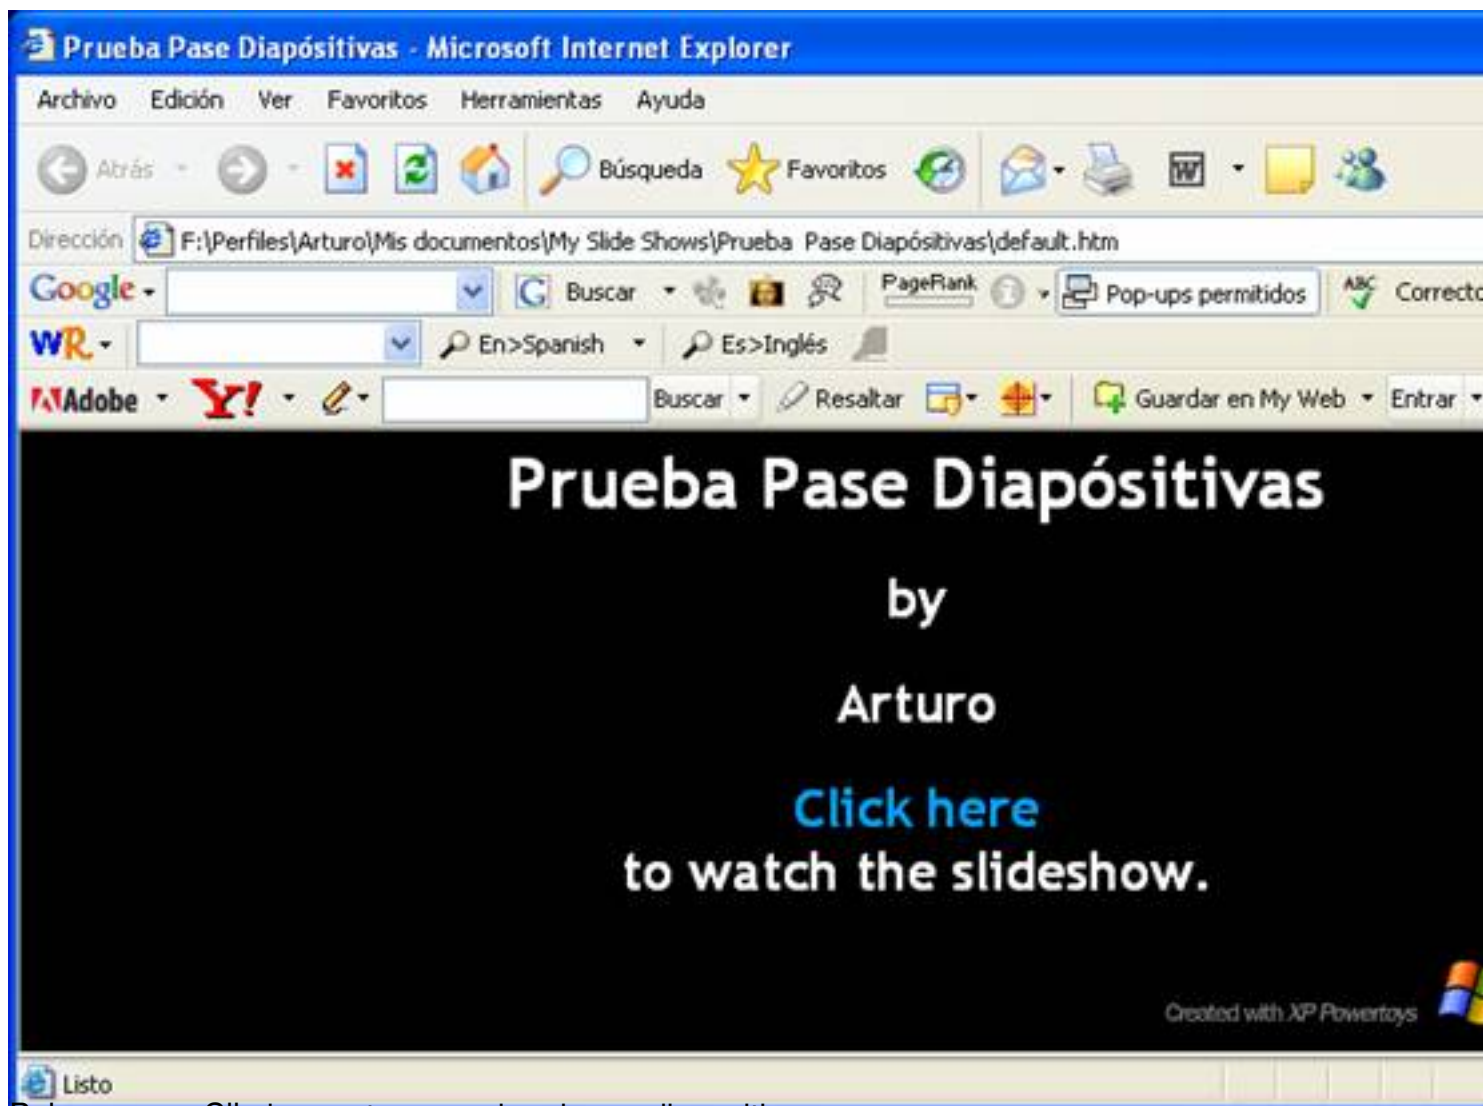 Prueba Pase Diapósitivas - Microsoft Internet Explorer
Archivo Edición Ver Favoritos Herramientas Ayuda
Atrás Búsqueda Favoritos
Dirección F:\Perfiles\Arturo\Mis documentos\My Slide Shows\Prueba Pase Diapósitivas\default.htm
Google Buscar PageRank Pop-ups permitidos ABC Correcto
WR En>Spanish Es>Inglés
Adobe Y! Buscar Resaltar Guardar en My Web Entrar
Prueba Pase Diapósitivas
by
Arturo
Click here
to watch the slideshow.
Created with XP Powertoys
Listo